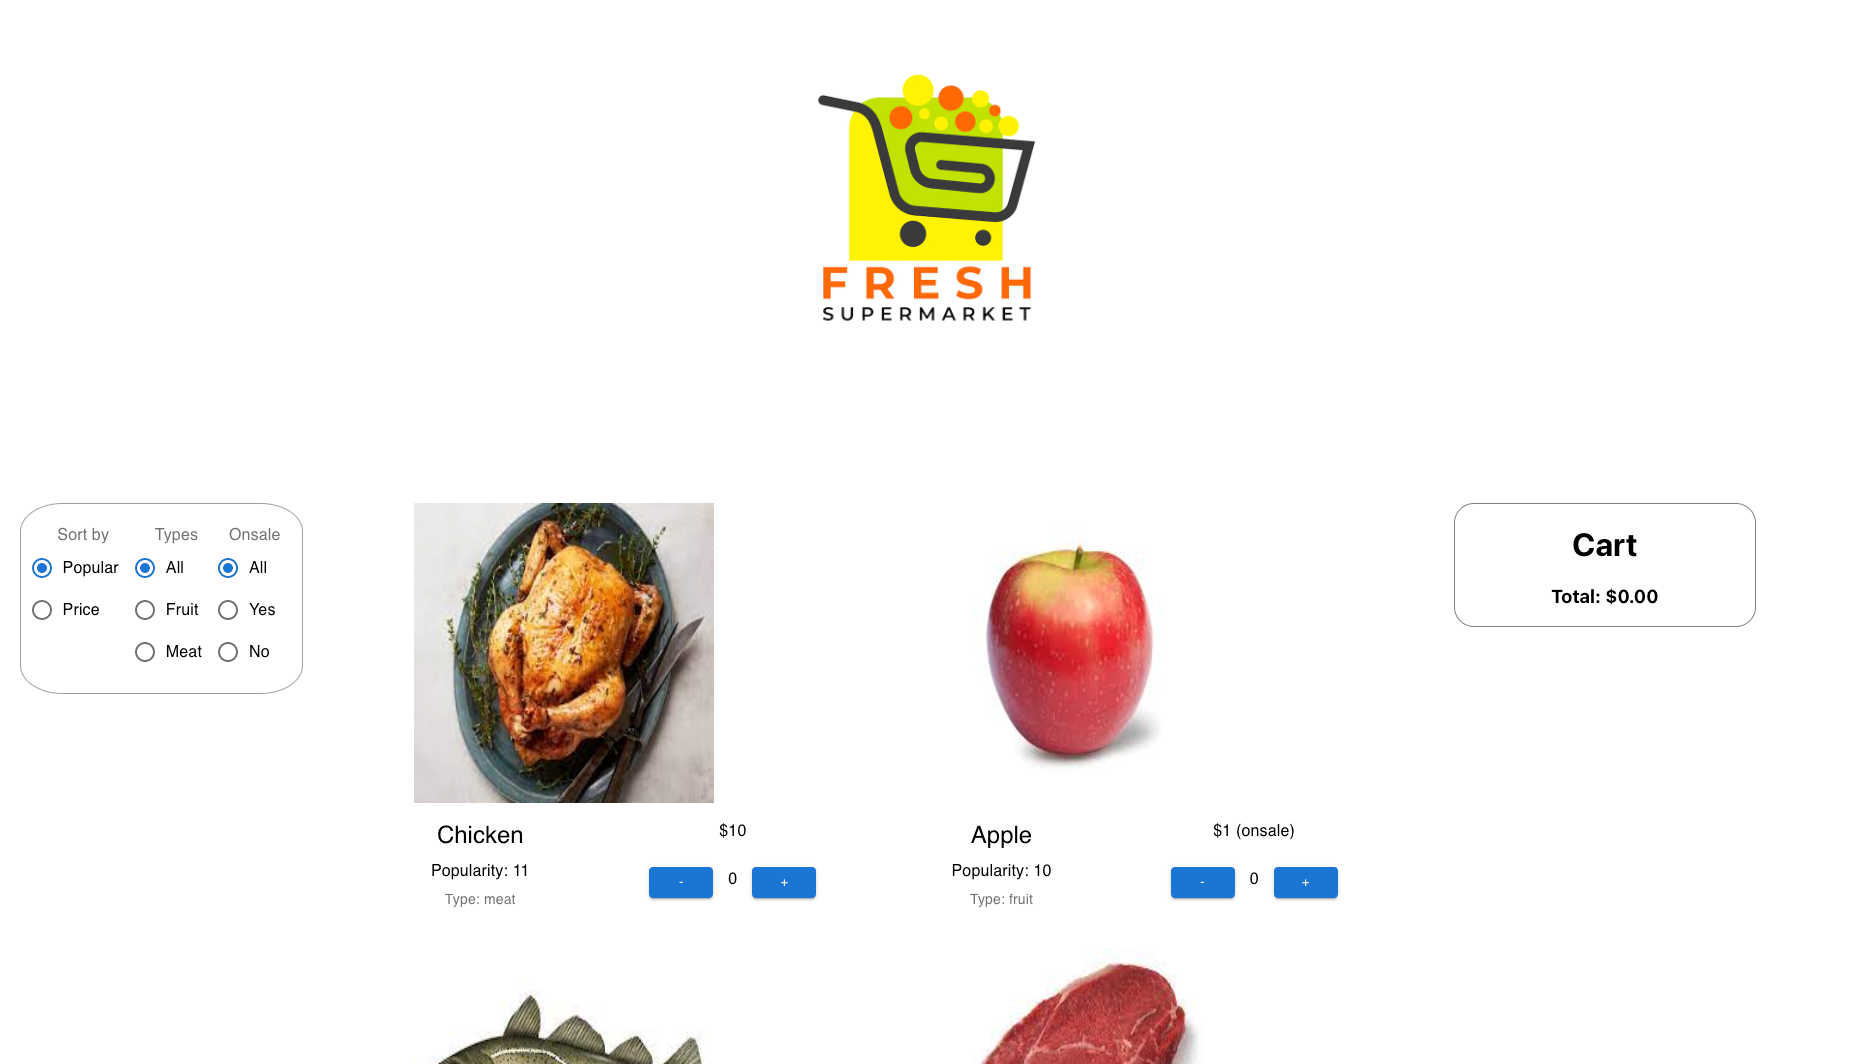 FRESH
SUPERMARKET
Sort by
Popular
Price
Types
All
Fruit
Meat
Onsale
All
Yes
No
Chicken
$10
Popularity: 11
Type: meat
- 0 +
Apple
$1 (onsale)
Popularity: 10
Type: fruit
- 0 +
Cart
Total: $0.00